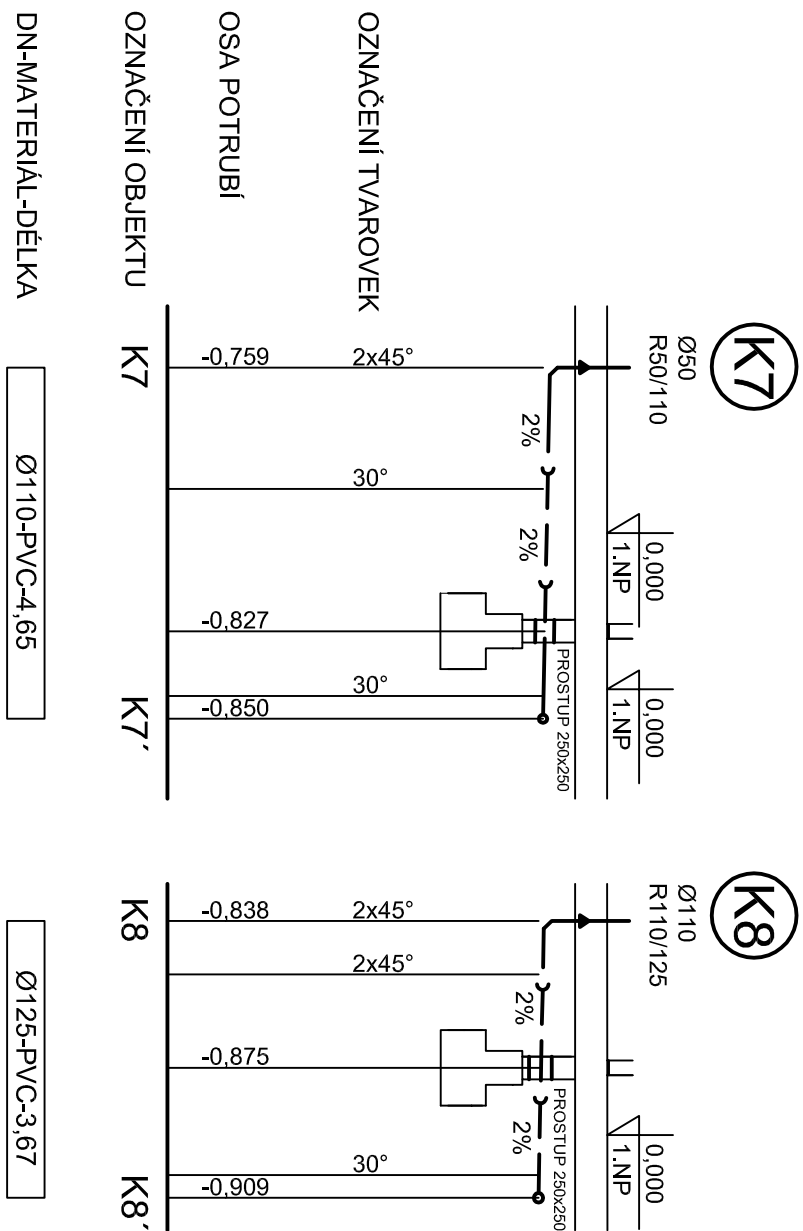 K7
Ø50
R50/110
0,000
1.NP
0,000
1.NP
PROSTUP 250x250
2%
2%
OZNAČENÍ TVAROVEK
2x45°
30°
30°
OSA POTRUBÍ
-0,759
-0,827
-0,850
OZNAČENÍ OBJEKTU
K7
K7´
DN-MATERIÁL-DÉLKA
Ø110-PVC-4,65
K8
Ø110
R110/125
0,000
1.NP
PROSTUP 250x250
2%
2%
2x45°
2x45°
30°
-0,838
-0,875
-0,909
K8
K8´
Ø125-PVC-3,67